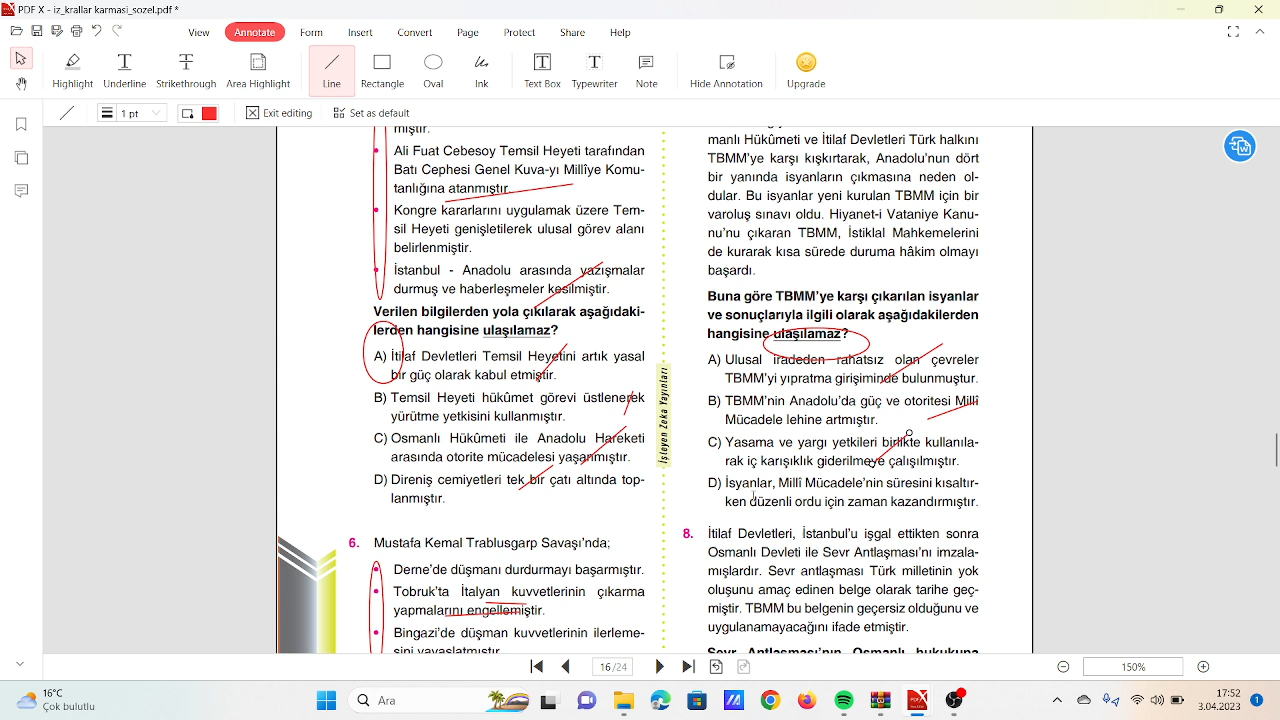 PDF X - iz_krallar karmasi_sozel.pdf *
View Annotate Form Insert Convert Page Protect Share Help
Highlight Underline Strikethrough Area Highlight Line Rectangle Oval Ink Text Box Typewriter Note Hide Annotation Upgrade
1 pt Exit editing Set as default
mıştır.
Ali Fuat Cebesoy Temsil Heyeti tarafından
Batı Cephesi Genel Kuva-yı Millîye Komu-
tanlığına atanmıştır.
Kongre kararlarını uygulamak üzere Tem-
sil Heyeti genişletilerek ulusal görev alanı
belirlenmiştir.
İstanbul - Anadolu arasında yazışmalar
durmuş ve haberleşmeler kesilmiştir.
Verilen bilgilerden yola çıkılarak aşağıdaki-
lerden hangisine ulaşılamaz?
A) İtilaf Devletleri Temsil Heyetini artık yasal
bir güç olarak kabul etmiştir.
B) Temsil Heyeti hükûmet görevi üstlenerek
yürütme yetkisini kullanmıştır.
C) Osmanlı Hükûmeti ile Anadolu Hareketi
arasında otorite mücadelesi yaşanmıştır.
D) Direniş cemiyetleri tek bir çatı altında top-
lanmıştır.
6. Mustafa Kemal Trablusgarp Savaşı'nda;
Derne'de düşmanı durdurmayı başarmıştır.
Tobruk'ta İtalyan kuvvetlerinin çıkarma
yapmalarını engellemiştir.
Bingazi'de düşman kuvvetlerinin ilerleme-
sini yavaşlatmıştır.
İşleyen Zeka Yayınları
manlı Hükûmeti ve İtilaf Devletleri Türk halkını
TBMM'ye karşı kışkırtarak, Anadolu'nun dört
bir yanında isyanların çıkmasına neden ol-
dular. Bu isyanlar yeni kurulan TBMM için bir
varoluş sınavı oldu. Hiyanet-i Vataniye Kanu-
nu'nu çıkaran TBMM, İstiklal Mahkemelerini
de kurarak kısa sürede duruma hâkim olmayı
başardı.
Buna göre TBMM'ye karşı çıkarılan isyanlar
ve sonuçlarıyla ilgili olarak aşağıdakilerden
hangisine ulaşılamaz?
A) Ulusal iradeden rahatsız olan çevreler
TBMM'yi yıpratma girişiminde bulunmuştur.
B) TBMM'nin Anadolu'da güç ve otoritesi Millî
Mücadele lehine artmıştır.
C) Yasama ve yargı yetkileri birlikte kullanıla-
rak iç karışıklık giderilmeye çalışılmıştır.
D) İsyanlar, Millî Mücadele'nin süresini kısaltır-
ken düzenli ordu için zaman kazandırmıştır.
8. İtilaf Devletleri, İstanbul'u işgal ettikten sonra
Osmanlı Devleti ile Sevr Antlaşması'nı imzala-
mışlardır. Sevr antlaşması Türk milletinin yok
oluşunu amaç edinen belge olarak tarihe geç-
miştir. TBMM bu belgenin geçersiz olduğunu ve
uygulanamayacağını ifade etmiştir.
Sevr Antlaşması'nın Osmanlı hukukuna
16/24 150%
16°C
Çok bulutlu
Ara
17:52
3.04.2023
1